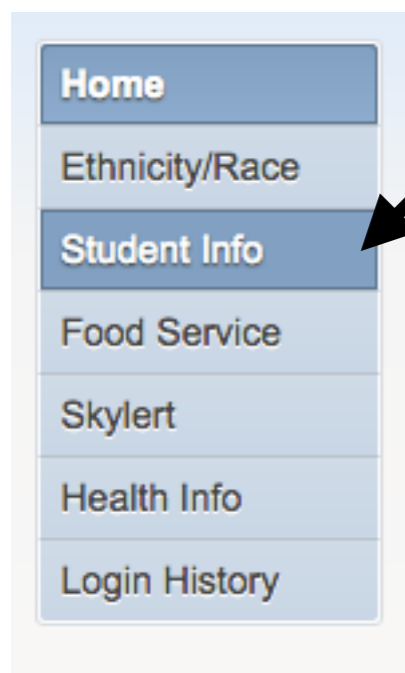 Home
Ethnicity/Race
Student Info
Food Service
Skylert
Health Info
Login History